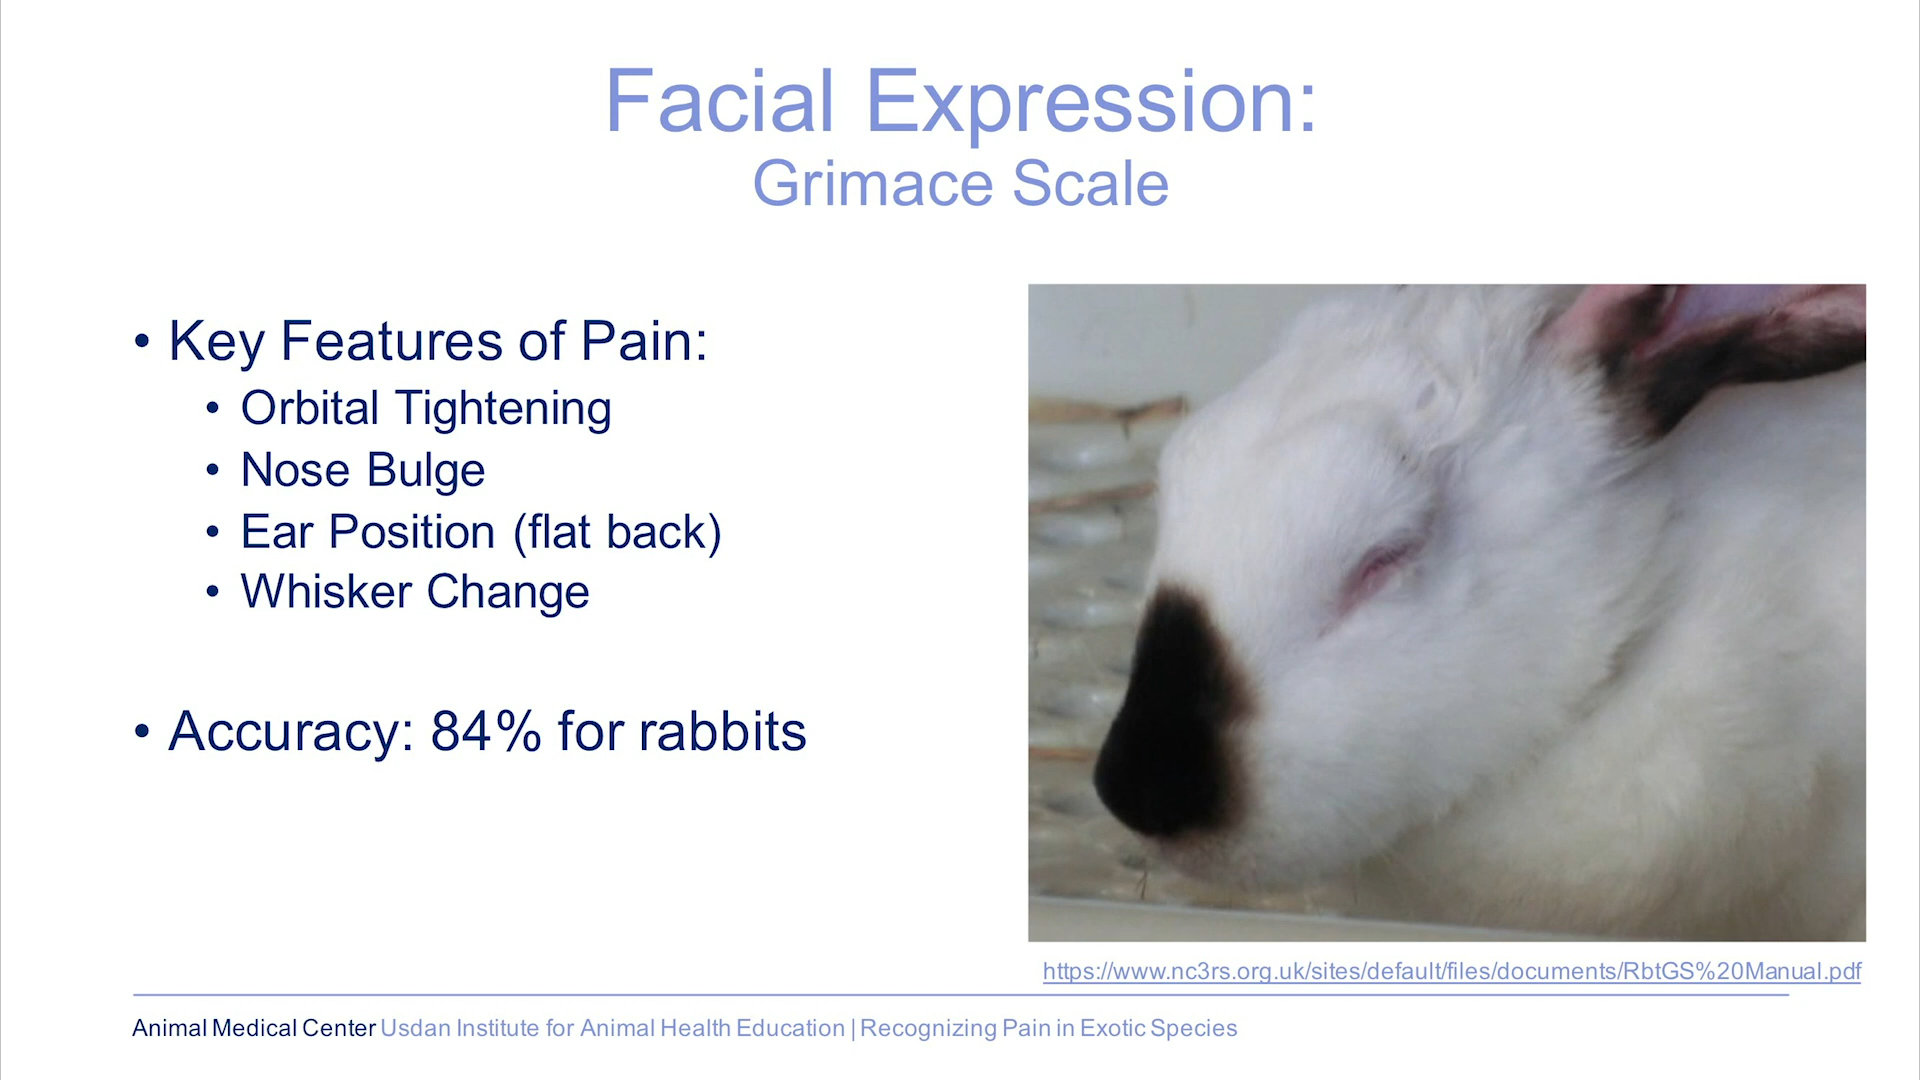 Facial Expression:
Grimace Scale
• Key Features of Pain:
• Orbital Tightening
• Nose Bulge
• Ear Position (flat back)
• Whisker Change
• Accuracy: 84% for rabbits
https://www.nc3rs.org.uk/sites/default/files/documents/RbtGS%20Manual.pdf
Animal Medical Center Usdan Institute for Animal Health Education | Recognizing Pain in Exotic Species